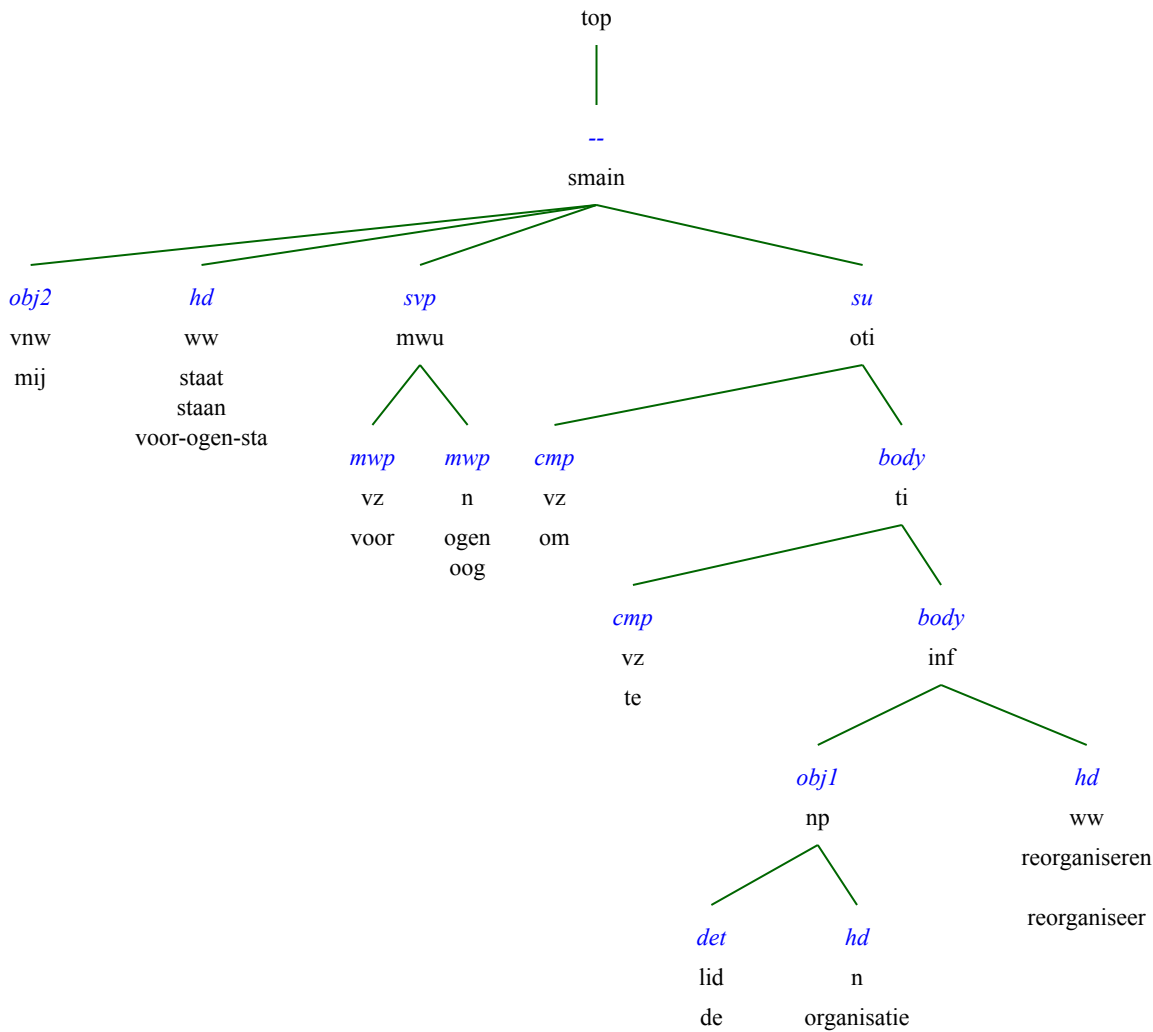 top
--
smain
obj2 hd svp su
vnw ww mwu oti
mij staat
staan
voor-ogen-sta
mwp mwp cmp body
vz n vz ti
voor ogen om
oog
cmp body
vz inf
te
obj1 hd
np ww
reorganiseren
reorganiseer
det hd
lid n
de organisatie